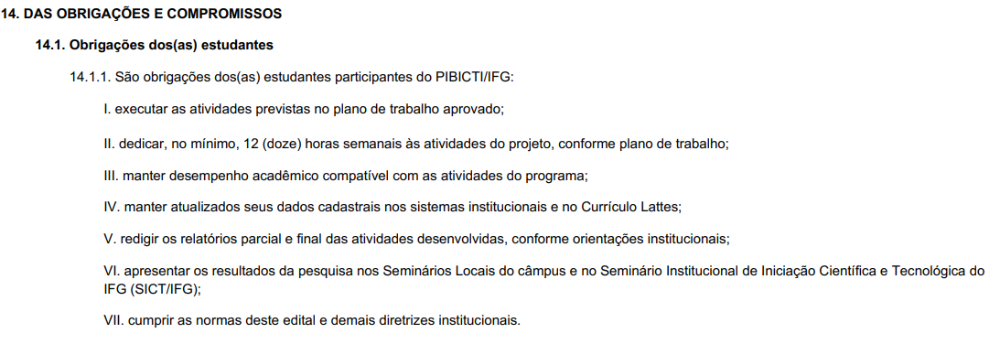 14. DAS OBRIGAÇÕES E COMPROMISSOS
14.1. Obrigações dos(as) estudantes
14.1.1. São obrigações dos(as) estudantes participantes do PIBICTI/IFG:
I. executar as atividades previstas no plano de trabalho aprovado;
II. dedicar, no mínimo, 12 (doze) horas semanais às atividades do projeto, conforme plano de trabalho;
III. manter desempenho acadêmico compatível com as atividades do programa;
IV. manter atualizados seus dados cadastrais nos sistemas institucionais e no Currículo Lattes;
V. redigir os relatórios parcial e final das atividades desenvolvidas, conforme orientações institucionais;
VI. apresentar os resultados da pesquisa nos Seminários Locais do câmpus e no Seminário Institucional de Iniciação Científica e Tecnológica do
IFG (SICT/IFG);
VII. cumprir as normas deste edital e demais diretrizes institucionais.